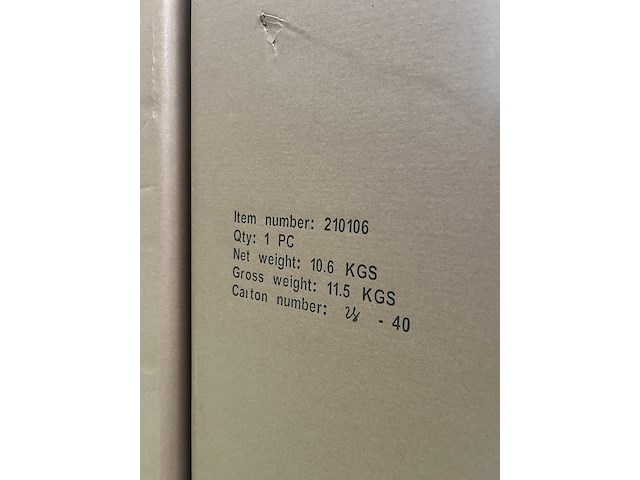 Item number: 210106
Qty: 1 PC
Net weight: 10.6 KGS
Gross weight: 11.5 KGS
Carton number: - 40